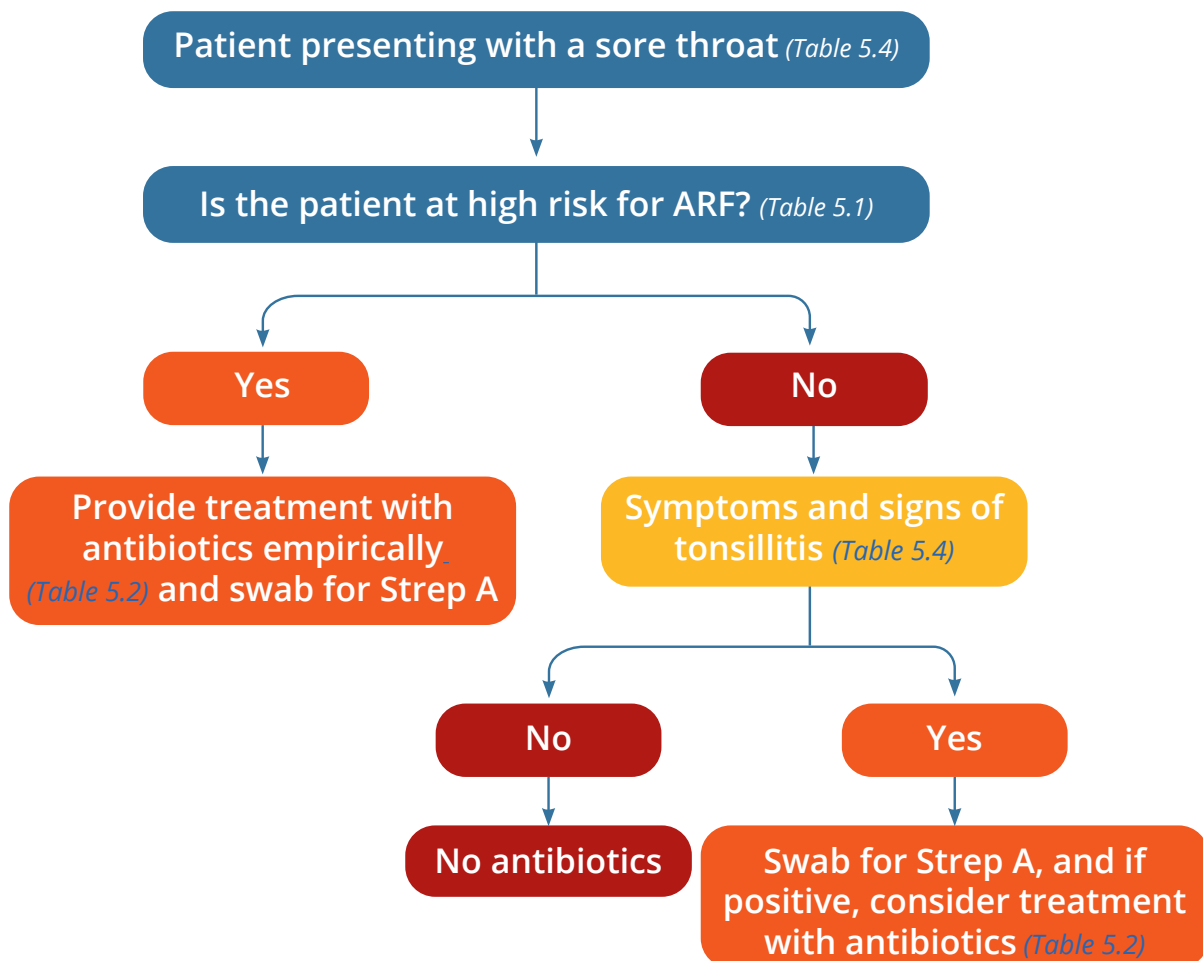 Patient presenting with a sore throat (Table 5.4)
Is the patient at high risk for ARF? (Table 5.1)
Yes
No
Provide treatment with
antibiotics empirically
(Table 5.2) and swab for Strep A
Symptoms and signs of
tonsillitis (Table 5.4)
No
Yes
No antibiotics
Swab for Strep A, and if
positive, consider treatment
with antibiotics (Table 5.2)